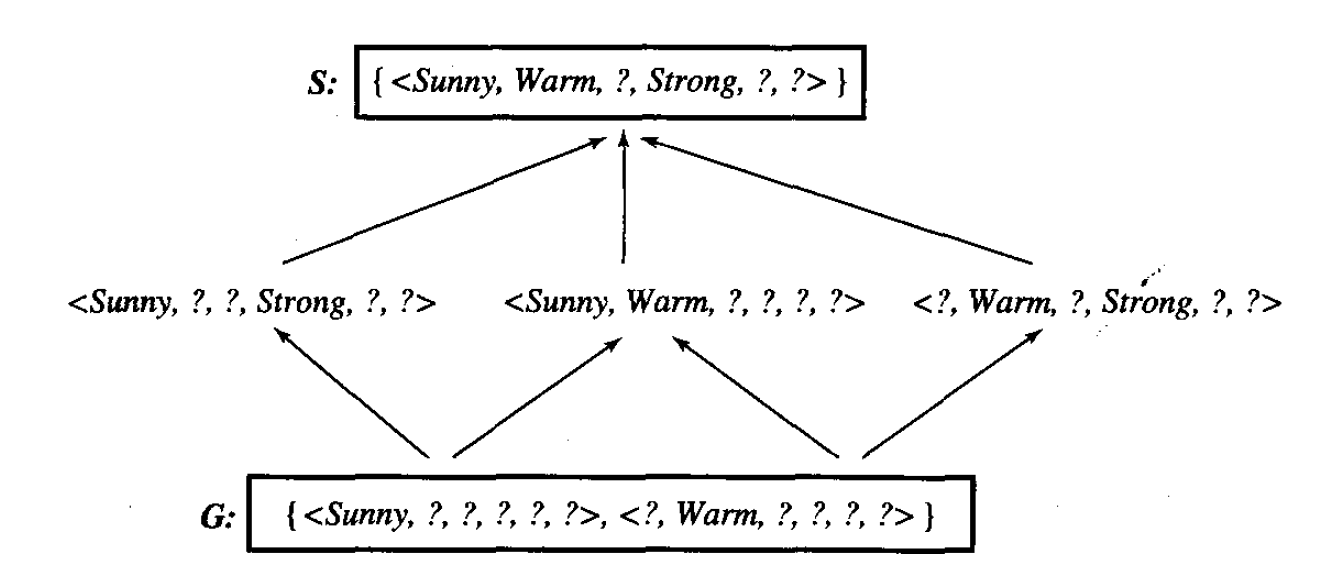 S: { <Sunny, Warm, ?, Strong, ?, ?> }
<Sunny, ?, ?, Strong, ?, ?> <Sunny, Warm, ?, ?, ?, ?> <?, Warm, ?, Strong, ?, ?>
G: { <Sunny, ?, ?, ?, ?, ?>, <?, Warm, ?, ?, ?, ?> }